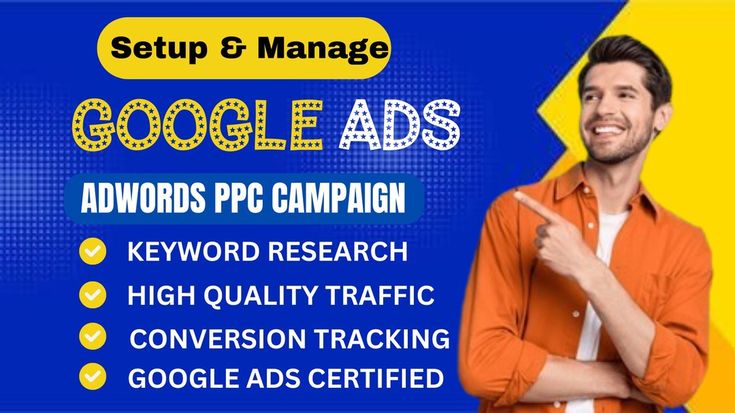 Setup & Manage
GOOGLE ADS
ADWORDS PPC CAMPAIGN
KEYWORD RESEARCH
HIGH QUALITY TRAFFIC
CONVERSION TRACKING
GOOGLE ADS CERTIFIED